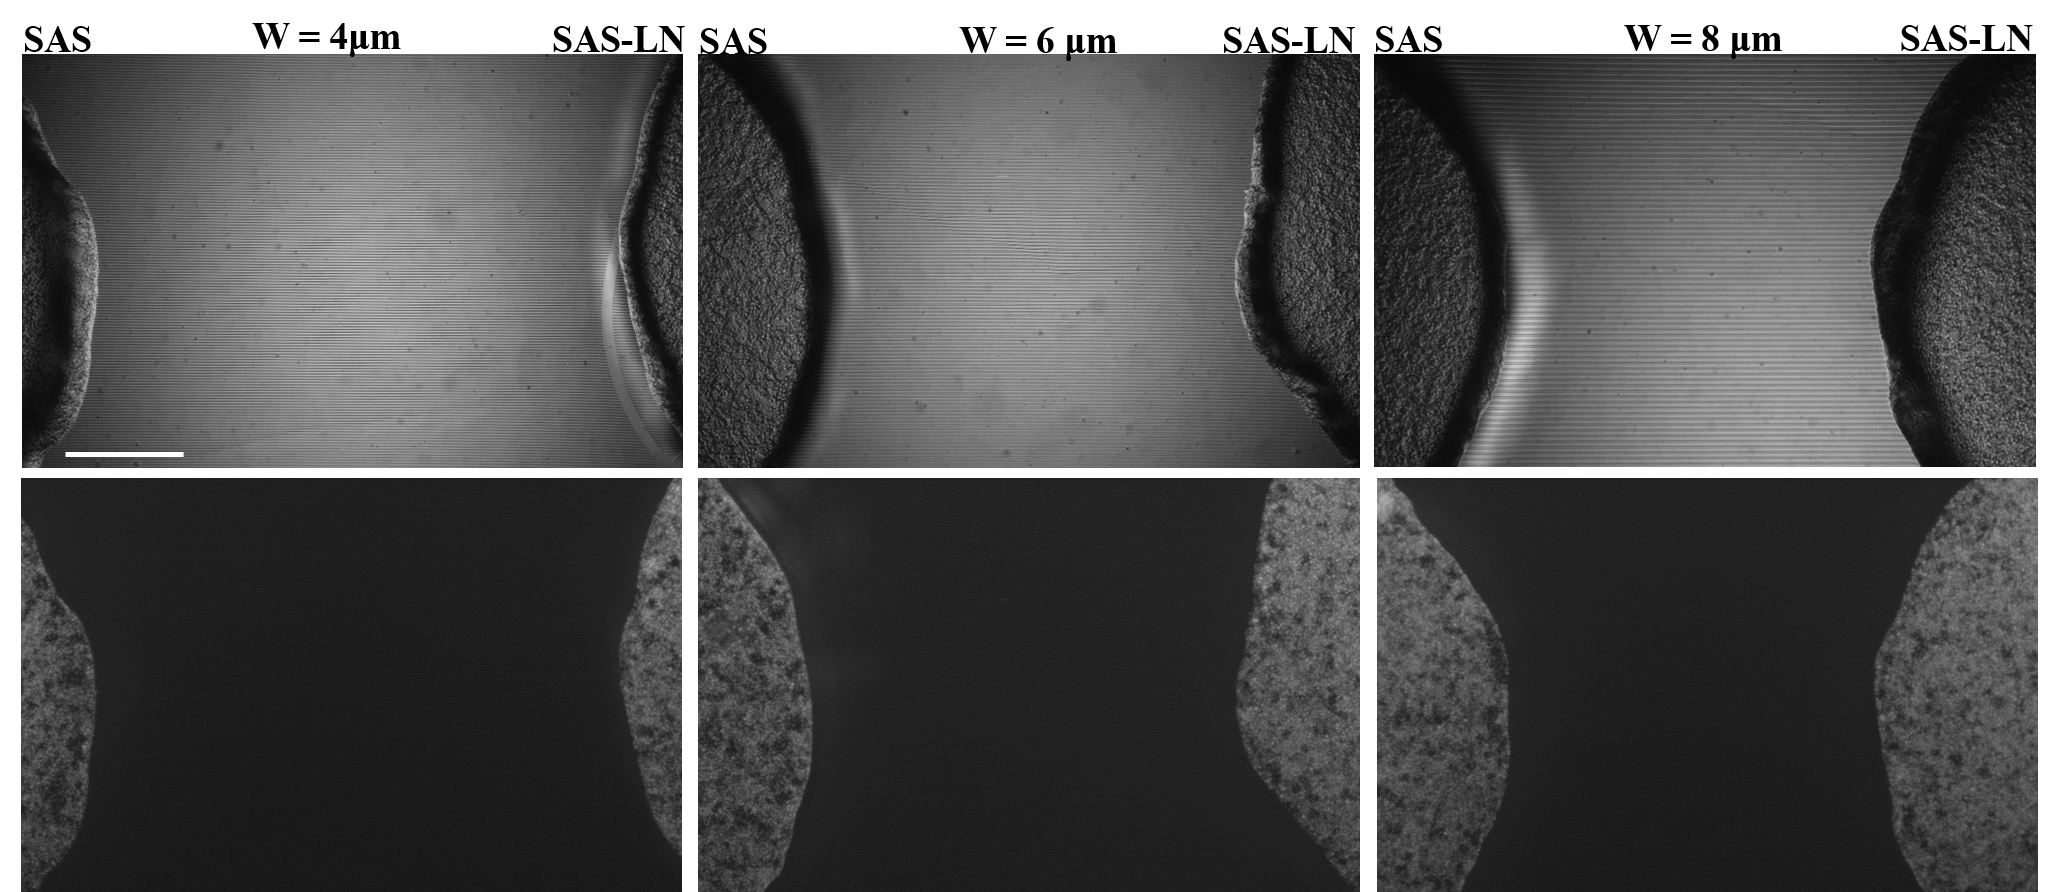 SAS W = 4μm SAS-LN SAS W = 6 μm SAS-LN SAS W = 8 μm SAS-LN